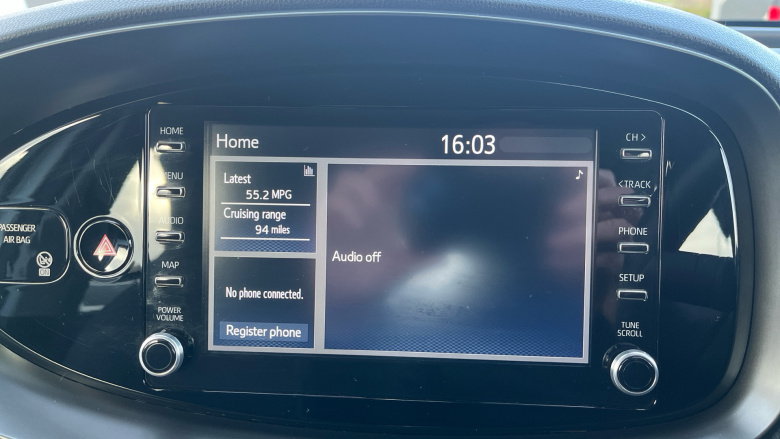 HOME
MENU
AUDIO
MAP
POWER
VOLUME
PASSENGER
AIR BAG
Home
16:03
Latest
55.2 MPG
Cruising range
94 miles
No phone connected.
Register phone
♪
Audio off
CH >
<TRACK
PHONE
SETUP
TUNE
SCROLL